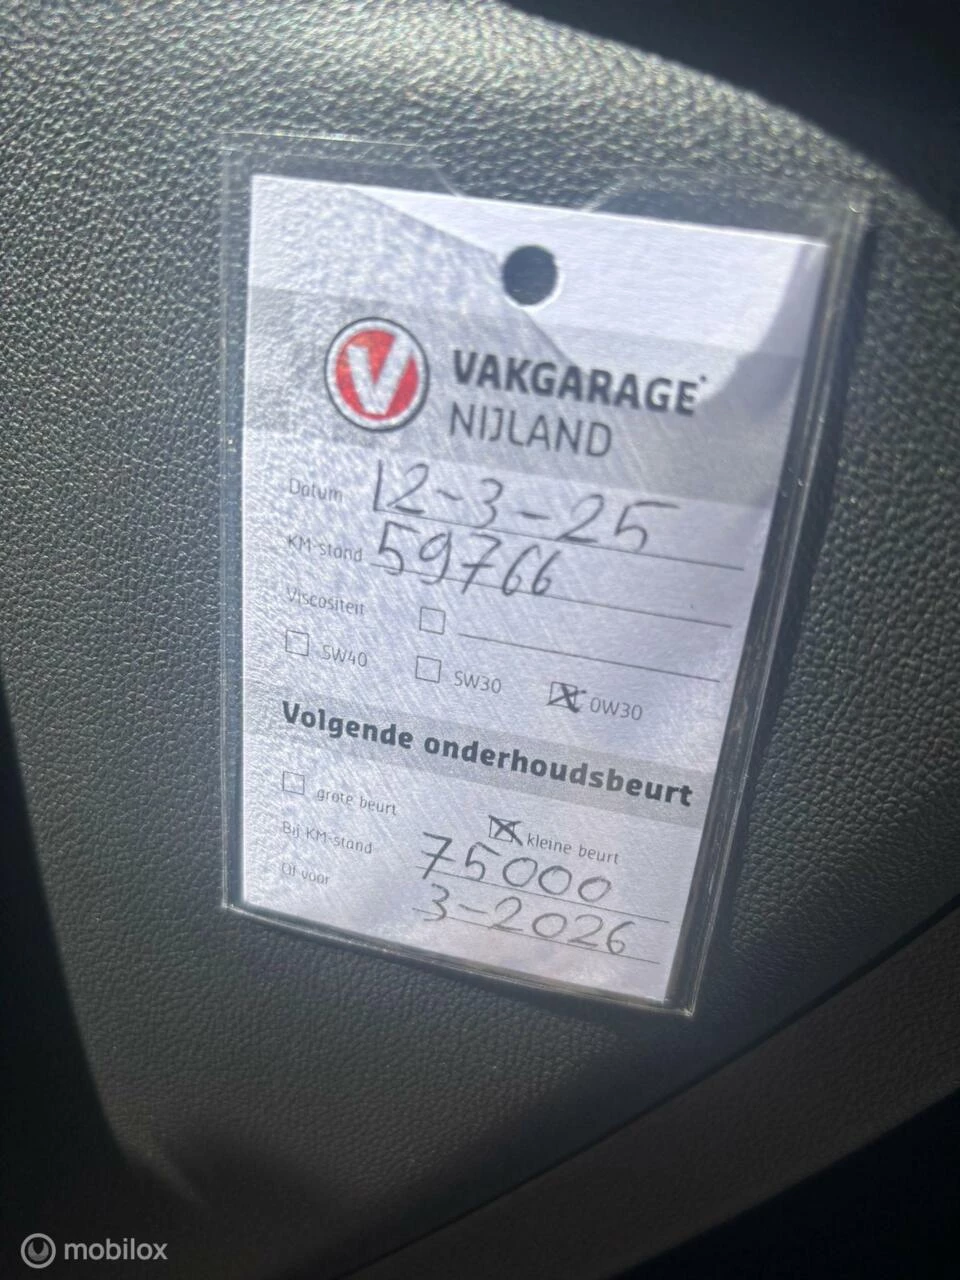 V
VAKGARAGE
NIJLAND
Datum 12-3-25
KM-stand 59766
Viscositeit
5W40 5W30 0W30
Volgende onderhoudsbeurt
grote beurt kleine beurt
Bij KM-stand 75000
Of voor 3-2026
mobilox